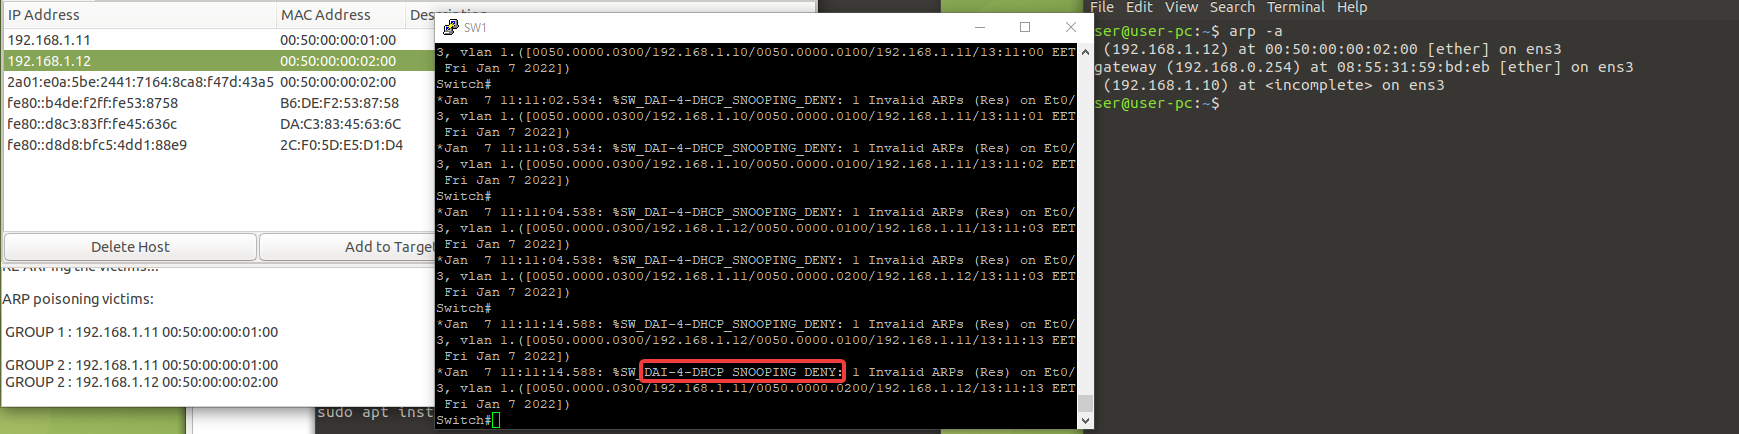 IP Address MAC Address Description
192.168.1.11 00:50:00:00:01:00
192.168.1.12 00:50:00:00:02:00
2a01:e0a:5be:2441:7164:8ca8:f47d:43a5 00:50:00:00:02:00
fe80::b4de:f2ff:fe53:8758 B6:DE:F2:53:87:58
fe80::d8c3:83ff:fe45:636c DA:C3:83:45:63:6C
fe80::d8d8:bfc5:4dd1:88e9 2C:F0:5D:E5:D1:D4
Delete Host Add to Target
RE-ARPing the victims...
ARP poisoning victims:
GROUP 1 : 192.168.1.11 00:50:00:00:01:00
GROUP 2 : 192.168.1.11 00:50:00:00:01:00
GROUP 2 : 192.168.1.12 00:50:00:00:02:00
sudo apt inst
SW1
3, vlan 1.([0050.0000.0300/192.168.1.10/0050.0000.0100/192.168.1.11/13:11:00 EET
Fri Jan 7 2022])
Switch#
*Jan  7 11:11:02.534: %SW_DAI-4-DHCP_SNOOPING_DENY: 1 Invalid ARPs (Res) on Et0/
3, vlan 1.([0050.0000.0300/192.168.1.10/0050.0000.0100/192.168.1.11/13:11:01 EET
Fri Jan 7 2022])
*Jan  7 11:11:03.534: %SW_DAI-4-DHCP_SNOOPING_DENY: 1 Invalid ARPs (Res) on Et0/
3, vlan 1.([0050.0000.0300/192.168.1.10/0050.0000.0100/192.168.1.11/13:11:02 EET
Fri Jan 7 2022])
Switch#
*Jan  7 11:11:04.538: %SW_DAI-4-DHCP_SNOOPING_DENY: 1 Invalid ARPs (Res) on Et0/
3, vlan 1.([0050.0000.0300/192.168.1.12/0050.0000.0100/192.168.1.11/13:11:03 EET
Fri Jan 7 2022])
*Jan  7 11:11:04.538: %SW_DAI-4-DHCP_SNOOPING_DENY: 1 Invalid ARPs (Res) on Et0/
3, vlan 1.([0050.0000.0300/192.168.1.11/0050.0000.0200/192.168.1.12/13:11:03 EET
Fri Jan 7 2022])
Switch#
*Jan  7 11:11:14.588: %SW_DAI-4-DHCP_SNOOPING_DENY: 1 Invalid ARPs (Res) on Et0/
3, vlan 1.([0050.0000.0300/192.168.1.12/0050.0000.0100/192.168.1.11/13:11:13 EET
Fri Jan 7 2022])
*Jan  7 11:11:14.588: %SW_DAI-4-DHCP_SNOOPING_DENY: 1 Invalid ARPs (Res) on Et0/
3, vlan 1.([0050.0000.0300/192.168.1.11/0050.0000.0200/192.168.1.12/13:11:13 EET
Fri Jan 7 2022])
Switch#
File Edit View Search Terminal Help
ser@user-pc:~$ arp -a
(192.168.1.12) at 00:50:00:00:02:00 [ether] on ens3
gateway (192.168.0.254) at 08:55:31:59:bd:eb [ether] on ens3
(192.168.1.10) at <incomplete> on ens3
ser@user-pc:~$